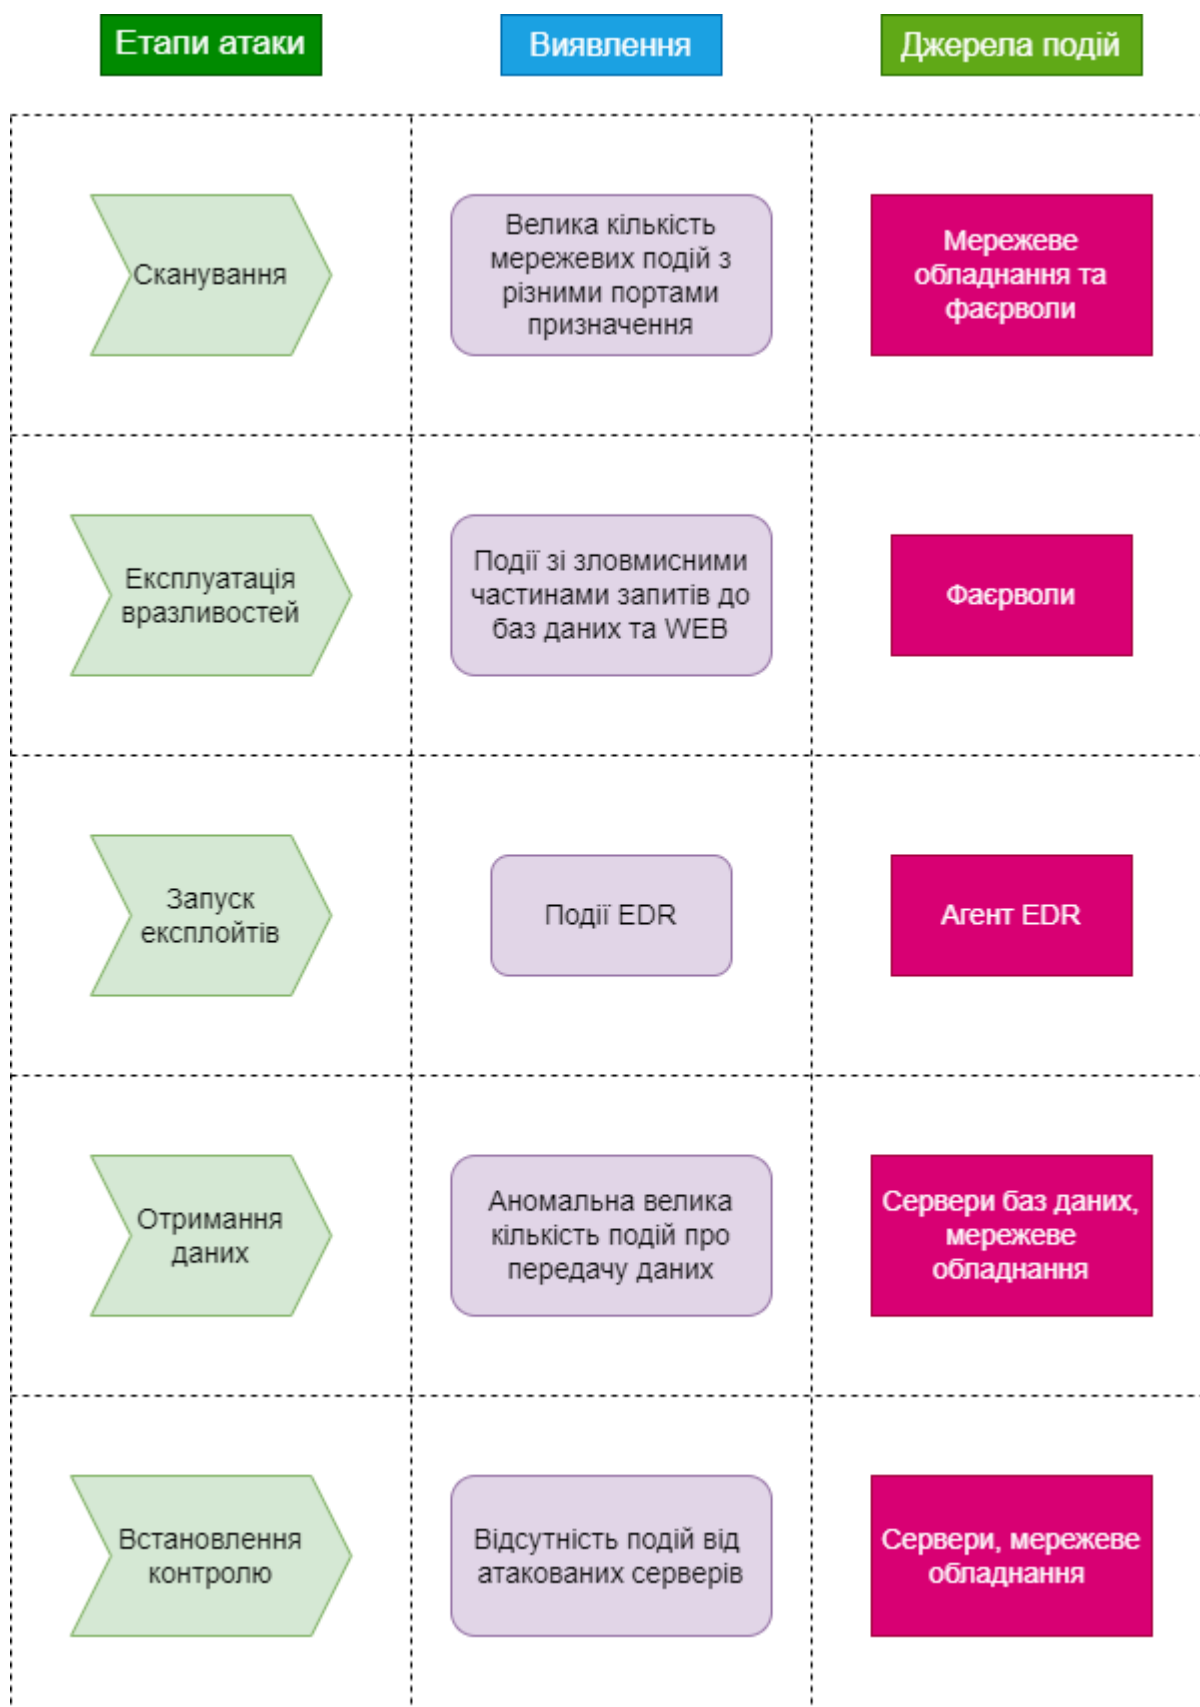 Етапи атаки
Виявлення
Джерела подій
Сканування
Велика кількість
мережевих подій з
різними портами
призначення
Мережеве
обладнання та
фаєрволи
Експлуатація
вразливостей
Події зі зловмисними
частинами запитів до
баз даних та WEB
Фаєрволи
Запуск
експлойтів
Події EDR
Агент EDR
Отримання
даних
Аномальна велика
кількість подій про
передачу даних
Сервери баз даних,
мережеве
обладнання
Встановлення
контролю
Відсутність подій від
атакованих серверів
Сервери, мережеве
обладнання